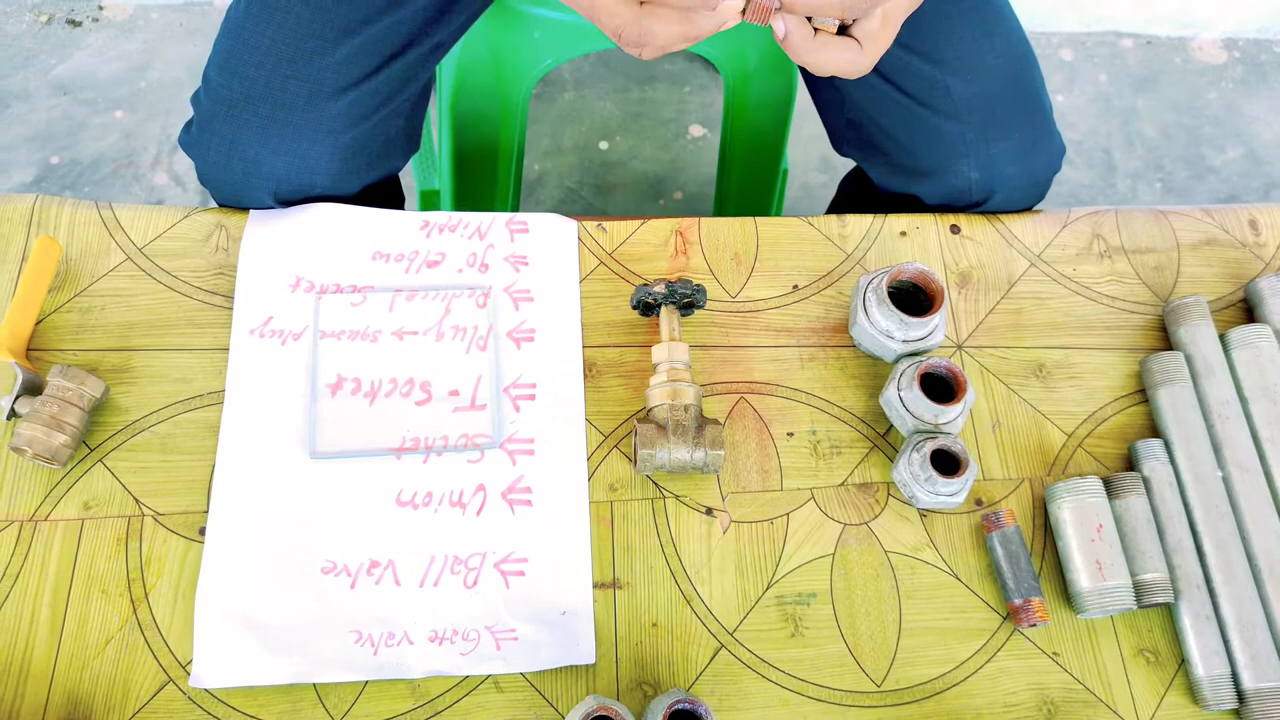 ⇒ Gate valve
⇒ Ball Valve
⇒ Union
⇒ Socket
⇒ T- Socket
⇒ Plug → square plug
⇒ Reduced Socket
⇒ 90° elbow
⇒ Nipple